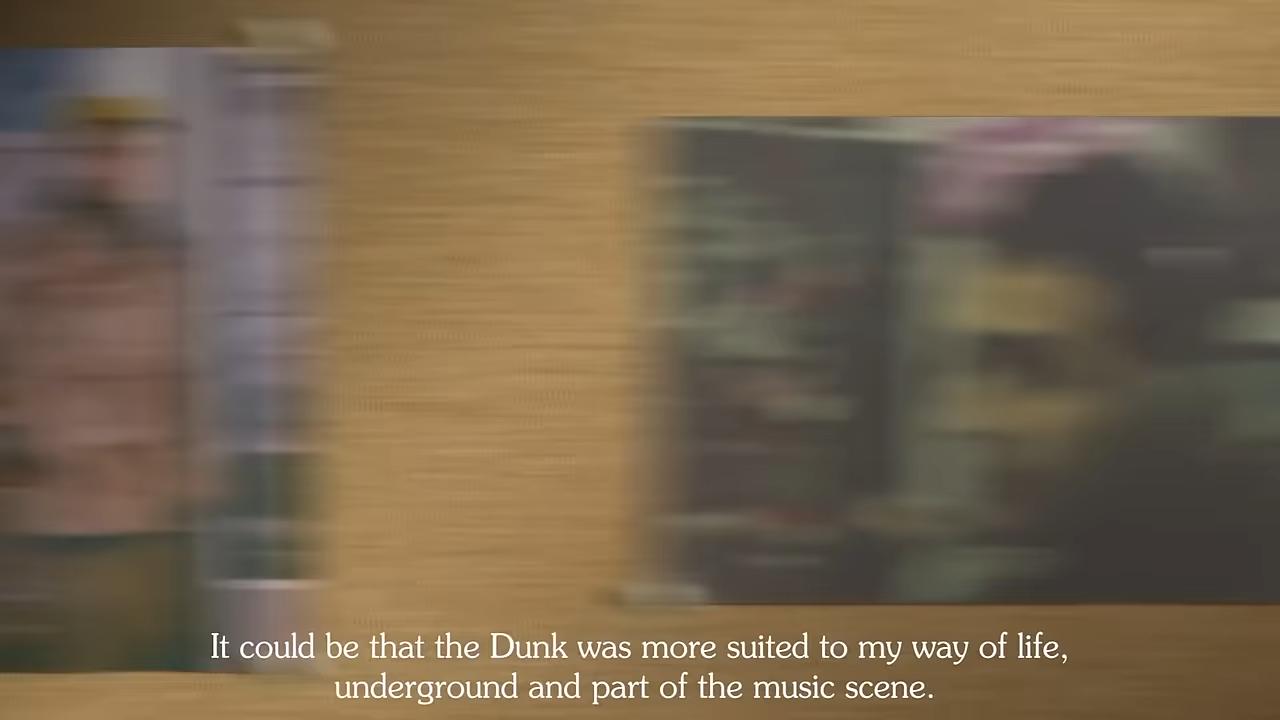 It could be that the Dunk was more suited to my way of life,
underground and part of the music scene.